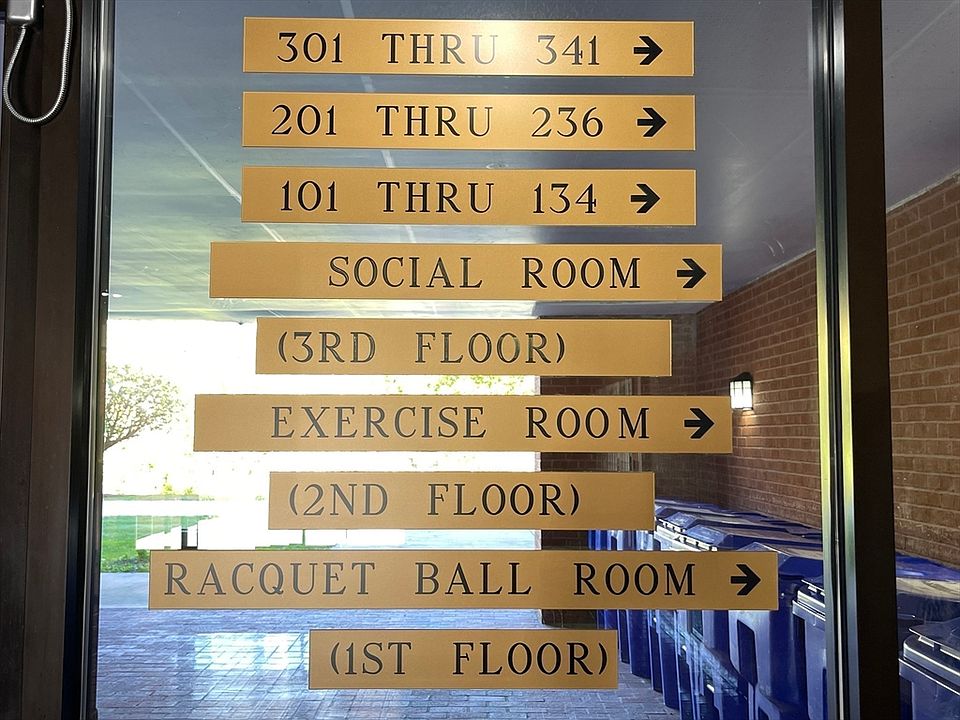 301 THRU 341 →
201 THRU 236 →
101 THRU 134 →
SOCIAL ROOM →
(3RD FLOOR)
EXERCISE ROOM →
(2ND FLOOR)
RACQUET BALL ROOM →
(1ST FLOOR)